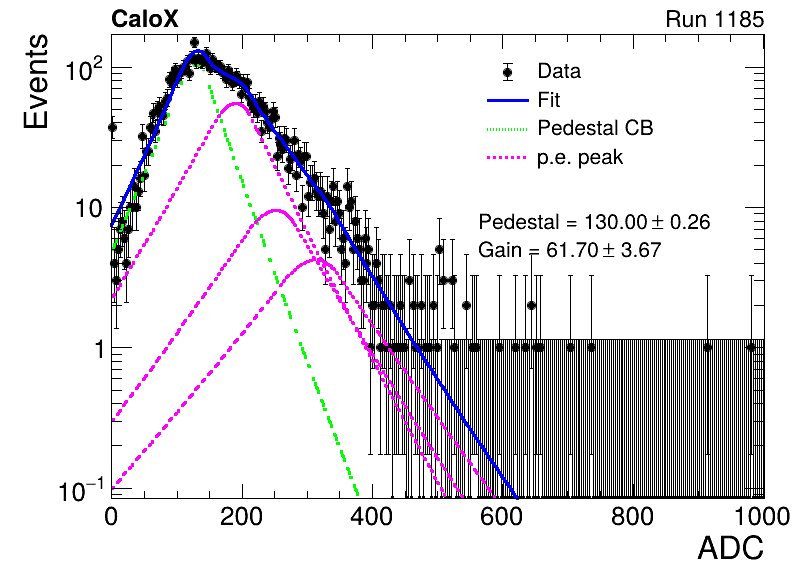 CaloX Run 1185
Events
10²
10
1
10⁻¹
Data
Fit
Pedestal CB
p.e. peak
Pedestal = 130.00 ± 0.26
Gain = 61.70 ± 3.67
0 200 400 600 800 1000
ADC